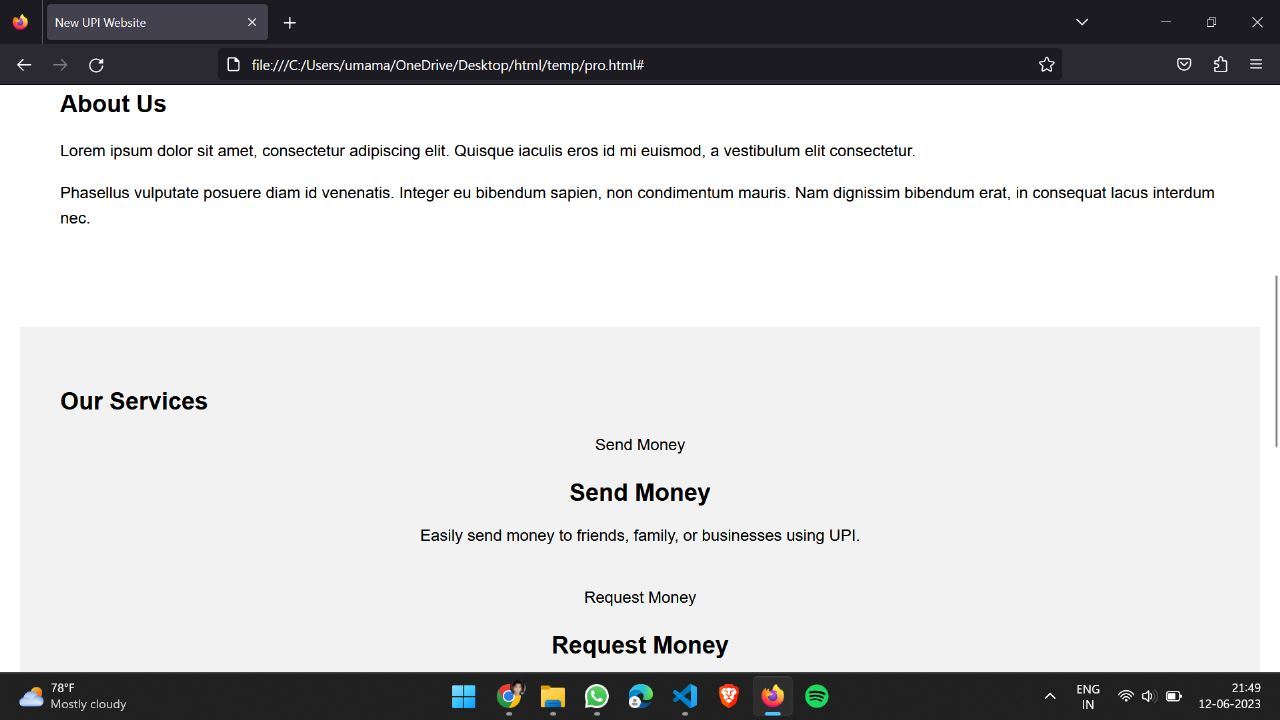 New UPI Website
file:///C:/Users/umama/OneDrive/Desktop/html/temp/pro.html#
About Us
Lorem ipsum dolor sit amet, consectetur adipiscing elit. Quisque iaculis eros id mi euismod, a vestibulum elit consectetur.
Phasellus vulputate posuere diam id venenatis. Integer eu bibendum sapien, non condimentum mauris. Nam dignissim bibendum erat, in consequat lacus interdum
nec.
Our Services
Send Money
Send Money
Easily send money to friends, family, or businesses using UPI.
Request Money
Request Money
78°F
Mostly cloudy
ENG
IN
21:49
12-06-2023